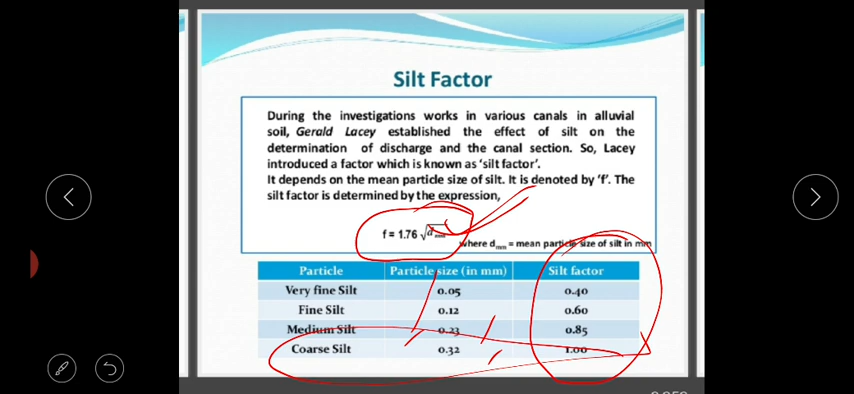 Silt Factor
During the investigations works in various canals in alluvial
soil, Gerald Lacey established the effect of silt on the
determination of discharge and the canal section. So, Lacey
introduced a factor which is known as 'silt factor'.
It depends on the mean particle size of silt. It is denoted by 'f'. The
silt factor is determined by the expression,
f = 1.76 √dmm
where dmm = mean particle size of silt in mm
Particle Particle size (in mm) Silt factor
Very fine Silt 0.05 0.40
Fine Silt 0.12 0.60
Medium Silt 0.23 0.85
Coarse Silt 0.32 1.00